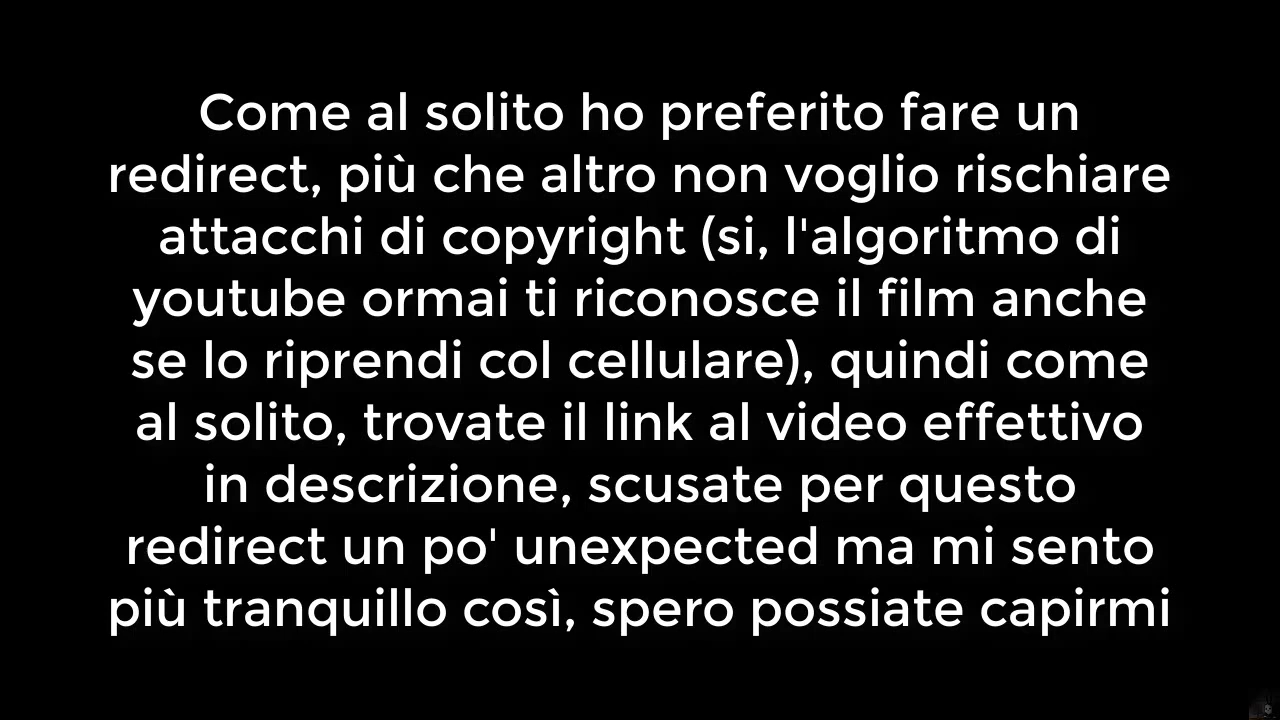 Come al solito ho preferito fare un
redirect, più che altro non voglio rischiare
attacchi di copyright (si, l'algoritmo di
youtube ormai ti riconosce il film anche
se lo riprendi col cellulare), quindi come
al solito, trovate il link al video effettivo
in descrizione, scusate per questo
redirect un po' unexpected ma mi sento
più tranquillo così, spero possiate capirmi